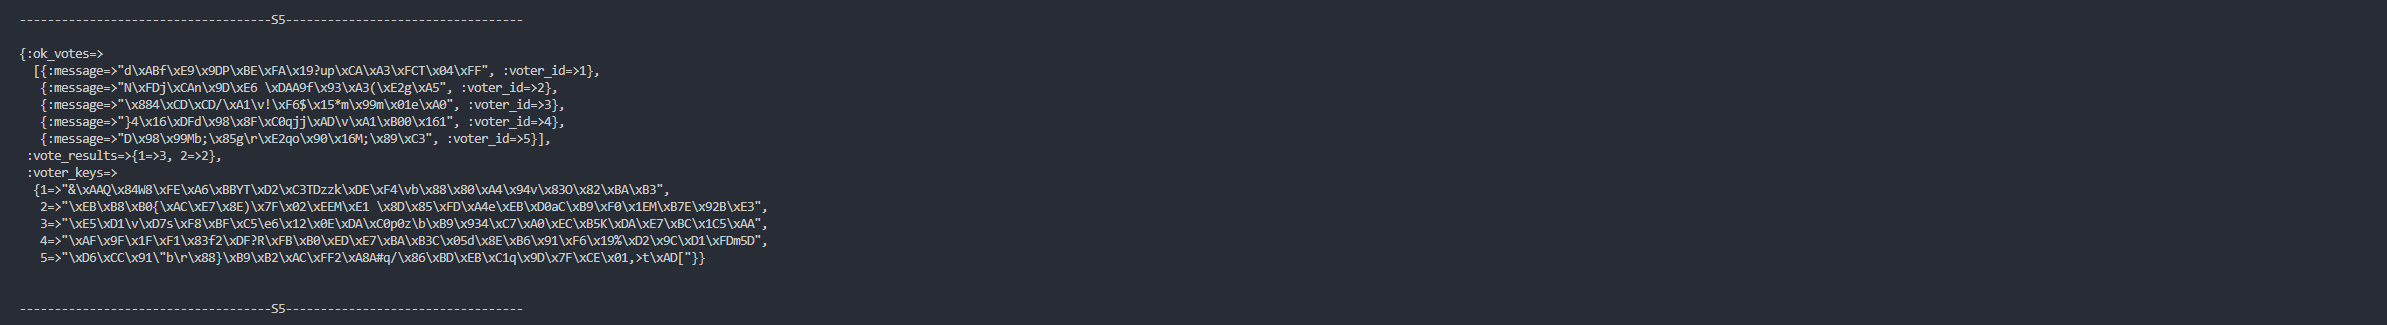 ------------------------------------S5----------------------------------
{:ok_votes=>
  [{:message=>"d\xABf\xE9\x9DP\xBE\xFA\x19?up\xCA\xA3\xFCT\x04\xFF", :voter_id=>1},
   {:message=>"N\xFDj\xCAn\x9D\xE6 \xDAA9f\x93\xA3(\xE2g\xA5", :voter_id=>2},
   {:message=>"\x884\xCD\xCD/\xA1\v!\xF6$\x15*m\x99m\x01e\xA0", :voter_id=>3},
   {:message=>"}4\x16\xDFd\x98\x8F\xC0qjj\xAD\v\xA1\xB00\x161", :voter_id=>4},
   {:message=>"D\x98\x99Mb;\x85g\r\xE2qo\x90\x16M;\x89\xC3", :voter_id=>5}],
 :vote_results=>{1=>3, 2=>2},
 :voter_keys=>
  {1=>"&\xAAQ\x84W8\xFE\xA6\xBBYT\xD2\xC3TDzzk\xDE\xF4\vb\x88\x80\xA4\x94v\x83O\x82\xBA\xB3",
   2=>"\xEB\xB8\xB0{\xAC\xE7\x8E)\x7F\x02\xEEM\xE1 \x8D\x85\xFD\xA4e\xEB\xD0aC\xB9\xF0\x1EM\xB7E\x92B\xE3",
   3=>"\xE5\xD1\v\xD7s\xF8\xBF\xC5\e6\x12\x0E\xDA\xC0p0z\b\xB9\x934\xC7\xA0\xEC\xB5K\xDA\xE7\xBC\x1C5\xAA",
   4=>"\xAF\x9F\x1F\xF1\x83f2\xDF?R\xFB\xB0\xED\xE7\xBA\xB3C\x05d\x8E\xB6\x91\xF6\x19%\xD2\x9C\xD1\xFDm5D",
   5=>"\xD6\xCC\x91\"b\r\x88}\xB9\xB2\xAC\xFF2\xA8A#q/\x86\xBD\xEB\xC1q\x9D\x7F\xCE\x01,>t\xAD["}}
------------------------------------S5----------------------------------